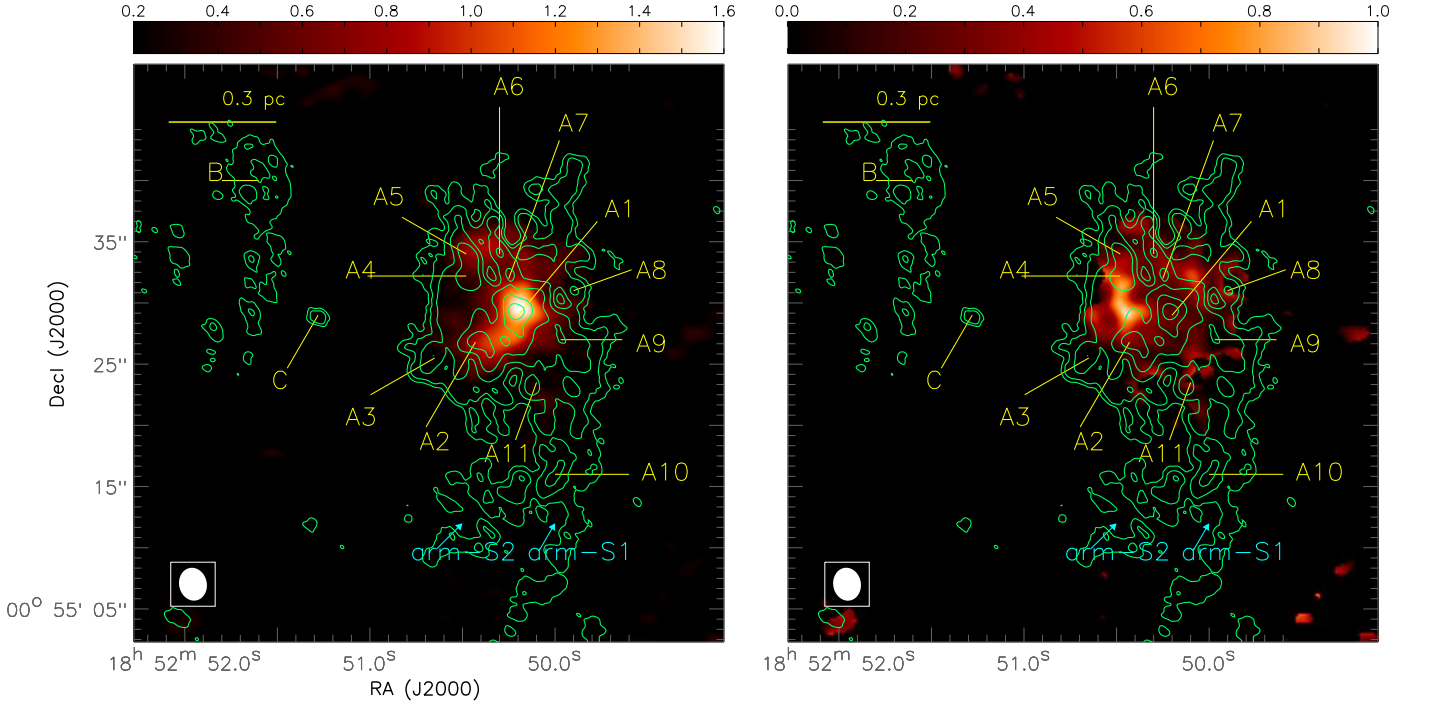 0.2 0.4 0.6 0.8 1.0 1.2 1.4 1.6
0.0 0.2 0.4 0.6 0.8 1.0
0.3 pc
A6
A7
B
A5
A1
A4
A8
C
A9
A3
A2
A11
A10
arm-S2 arm-S1
0.3 pc
A6
A7
B
A5
A1
A4
A8
C
A9
A3
A2
A11
A10
arm-S2 arm-S1
Decl (J2000)
35"
25"
15"
00° 55' 05"
18h 52m 52.0s 51.0s 50.0s
RA (J2000)
18h 52m 52.0s 51.0s 50.0s